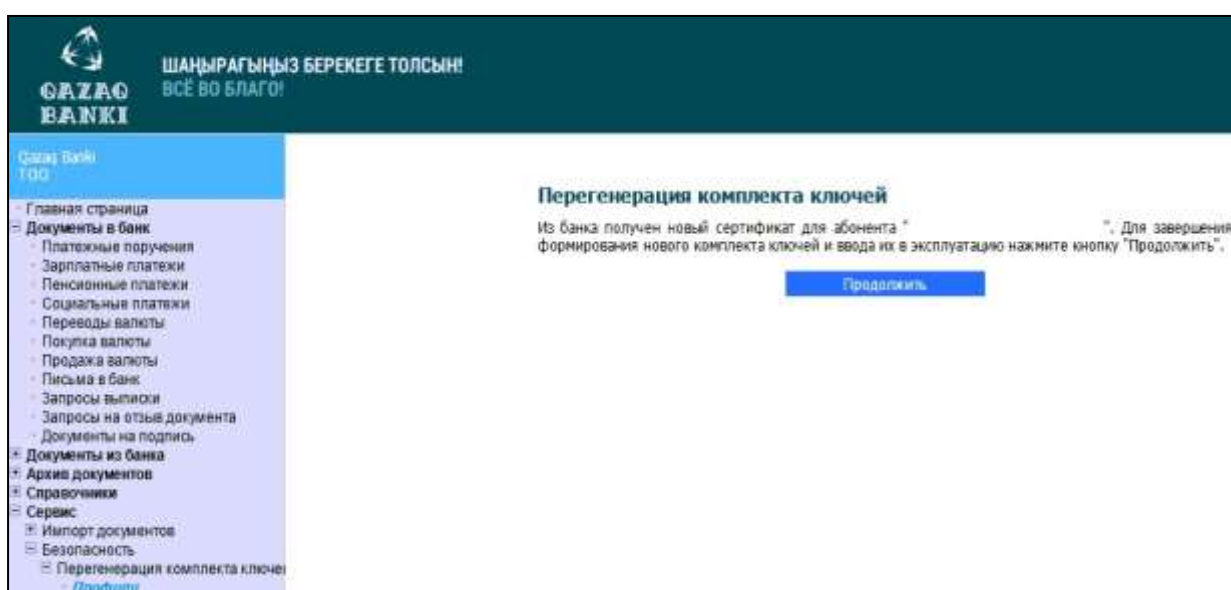 QAZAQ
BANKI
ШАҢЫРАҒЫҢЫЗ БЕРЕКЕГЕ ТОЛСЫН!
ВСЁ ВО БЛАГО!
Qazaq Banki
ТОО
Главная страница
Документы в банк
Платежные поручения
Зарплатные платежи
Пенсионные платежи
Социальные платежи
Переводы валюты
Покупка валюты
Продажа валюты
Письма в банк
Запросы выписки
Запросы на отзыв документа
Документы на подпись
Документы из банка
Архив документов
Справочники
Сервис
Импорт документов
Безопасность
Перегенерация комплекта ключей
Профили
Перегенерация комплекта ключей
Из банка получен новый сертификат для абонента " ". Для завершения
формирования нового комплекта ключей и ввода их в эксплуатацию нажмите кнопку "Продолжить".
Продолжить